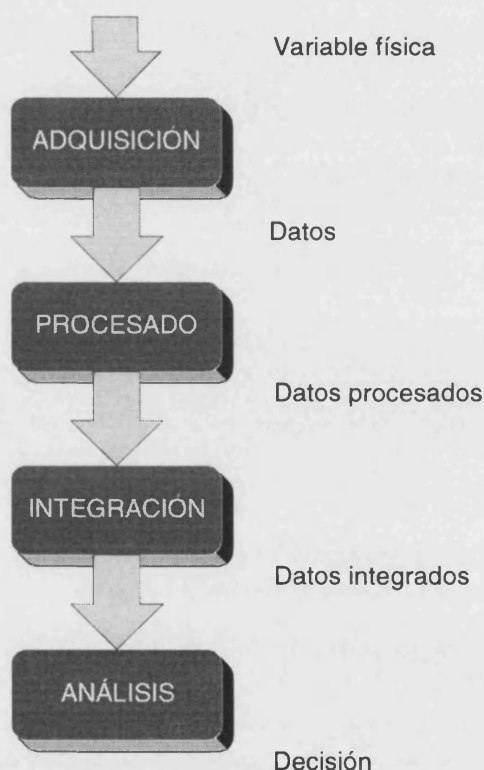 Variable física
ADQUISICIÓN
Datos
PROCESADO
Datos procesados
INTEGRACIÓN
Datos integrados
ANÁLISIS
Decisión